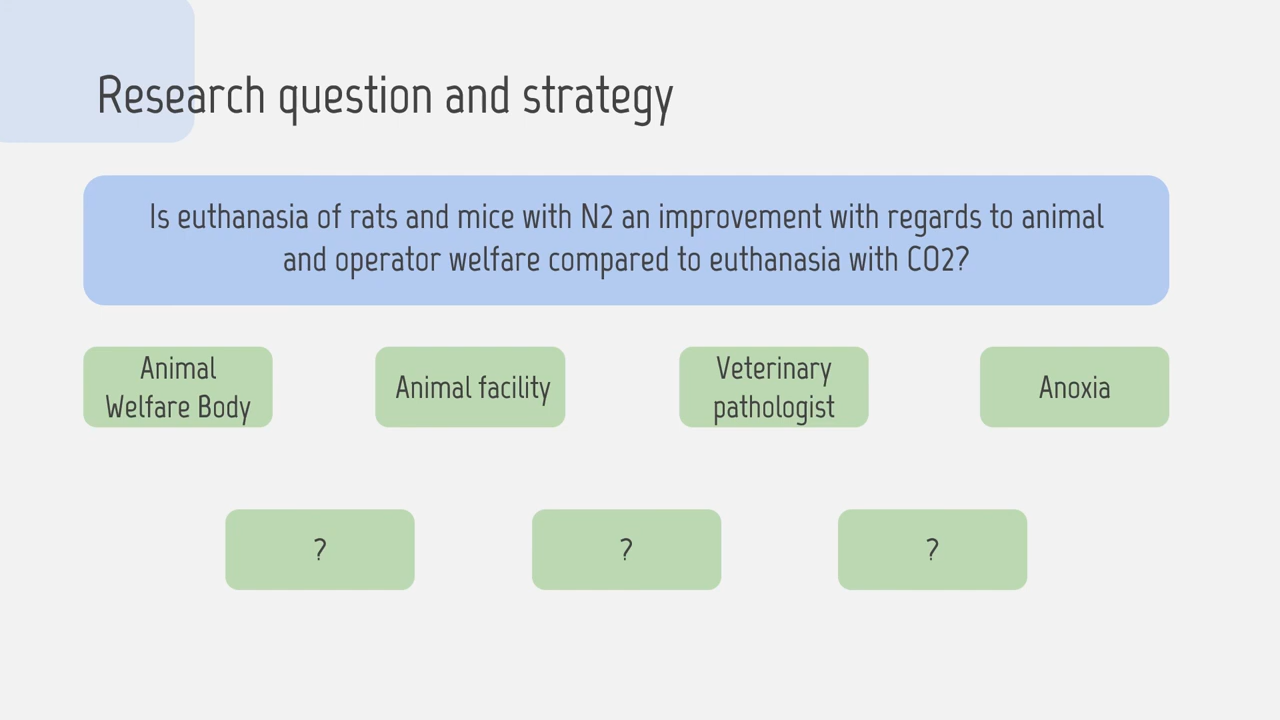 Research question and strategy
Is euthanasia of rats and mice with N2 an improvement with regards to animal
and operator welfare compared to euthanasia with CO2?
Animal
Welfare Body
Animal facility
Veterinary
pathologist
Anoxia
?
?
?